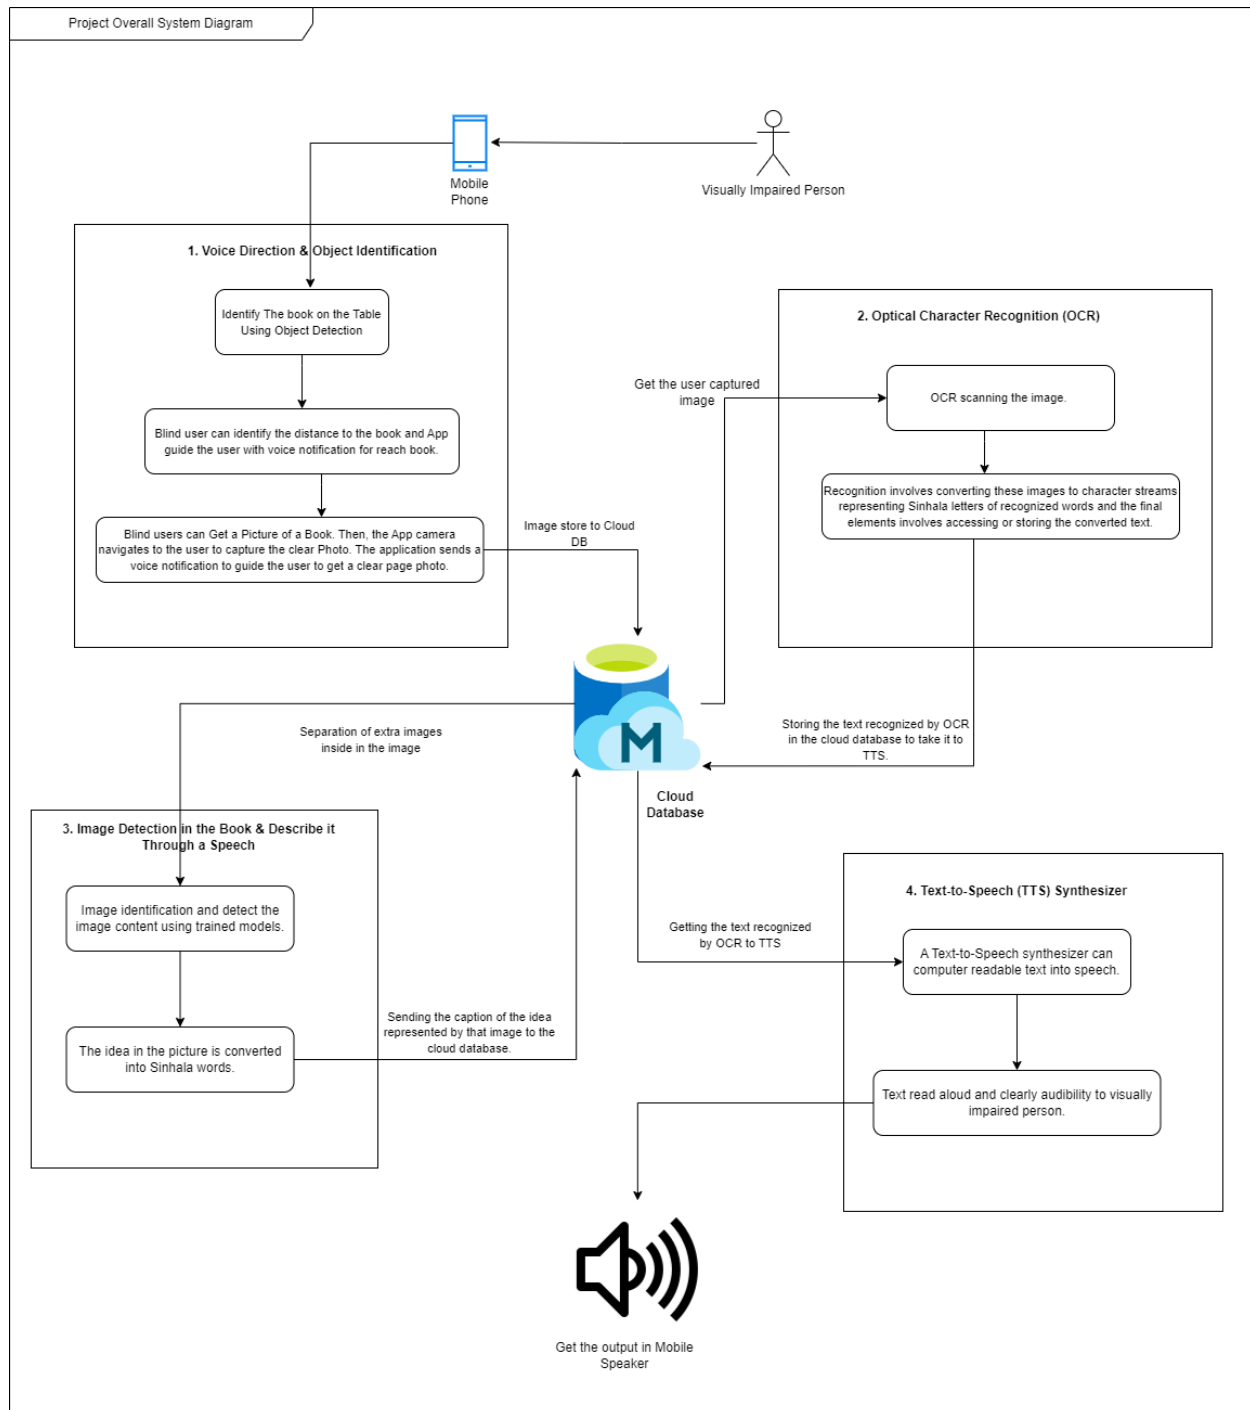 Project Overall System Diagram
Mobile
Phone
Visually Impaired Person
1. Voice Direction & Object Identification
Identify The book on the Table
Using Object Detection
Blind user can identify the distance to the book and App
guide the user with voice notification for reach book.
Blind users can Get a Picture of a Book. Then, the App camera
navigates to the user to capture the clear Photo. The application sends a
voice notification to guide the user to get a clear page photo.
Image store to Cloud
DB
Get the user captured
image
2. Optical Character Recognition (OCR)
OCR scanning the image.
Recognition involves converting these images to character streams
representing Sinhala letters of recognized words and the final
elements involves accessing or storing the converted text.
Storing the text recognized by OCR
in the cloud database to take it to
TTS.
M
Cloud
Database
Separation of extra images
inside in the image
3. Image Detection in the Book & Describe it
Through a Speech
Image identification and detect the
image content using trained models.
The idea in the picture is converted
into Sinhala words.
Sending the caption of the idea
represented by that image to the
cloud database.
Getting the text recognized
by OCR to TTS
4. Text-to-Speech (TTS) Synthesizer
A Text-to-Speech synthesizer can
computer readable text into speech.
Text read aloud and clearly audibility to visually
impaired person.
Get the output in Mobile
Speaker